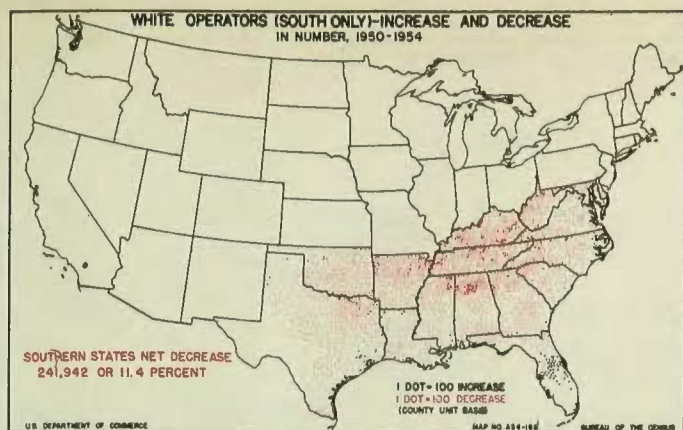 WHITE OPERATORS (SOUTH ONLY)-INCREASE AND DECREASE
IN NUMBER, 1950-1954
SOUTHERN STATES NET DECREASE
241,942 OR 11.4 PERCENT
1 DOT=100 INCREASE
1 DOT=100 DECREASE
(COUNTY UNIT BASIS)
U.S. DEPARTMENT OF COMMERCE
MAP NO. BUREAU OF THE CENSUS